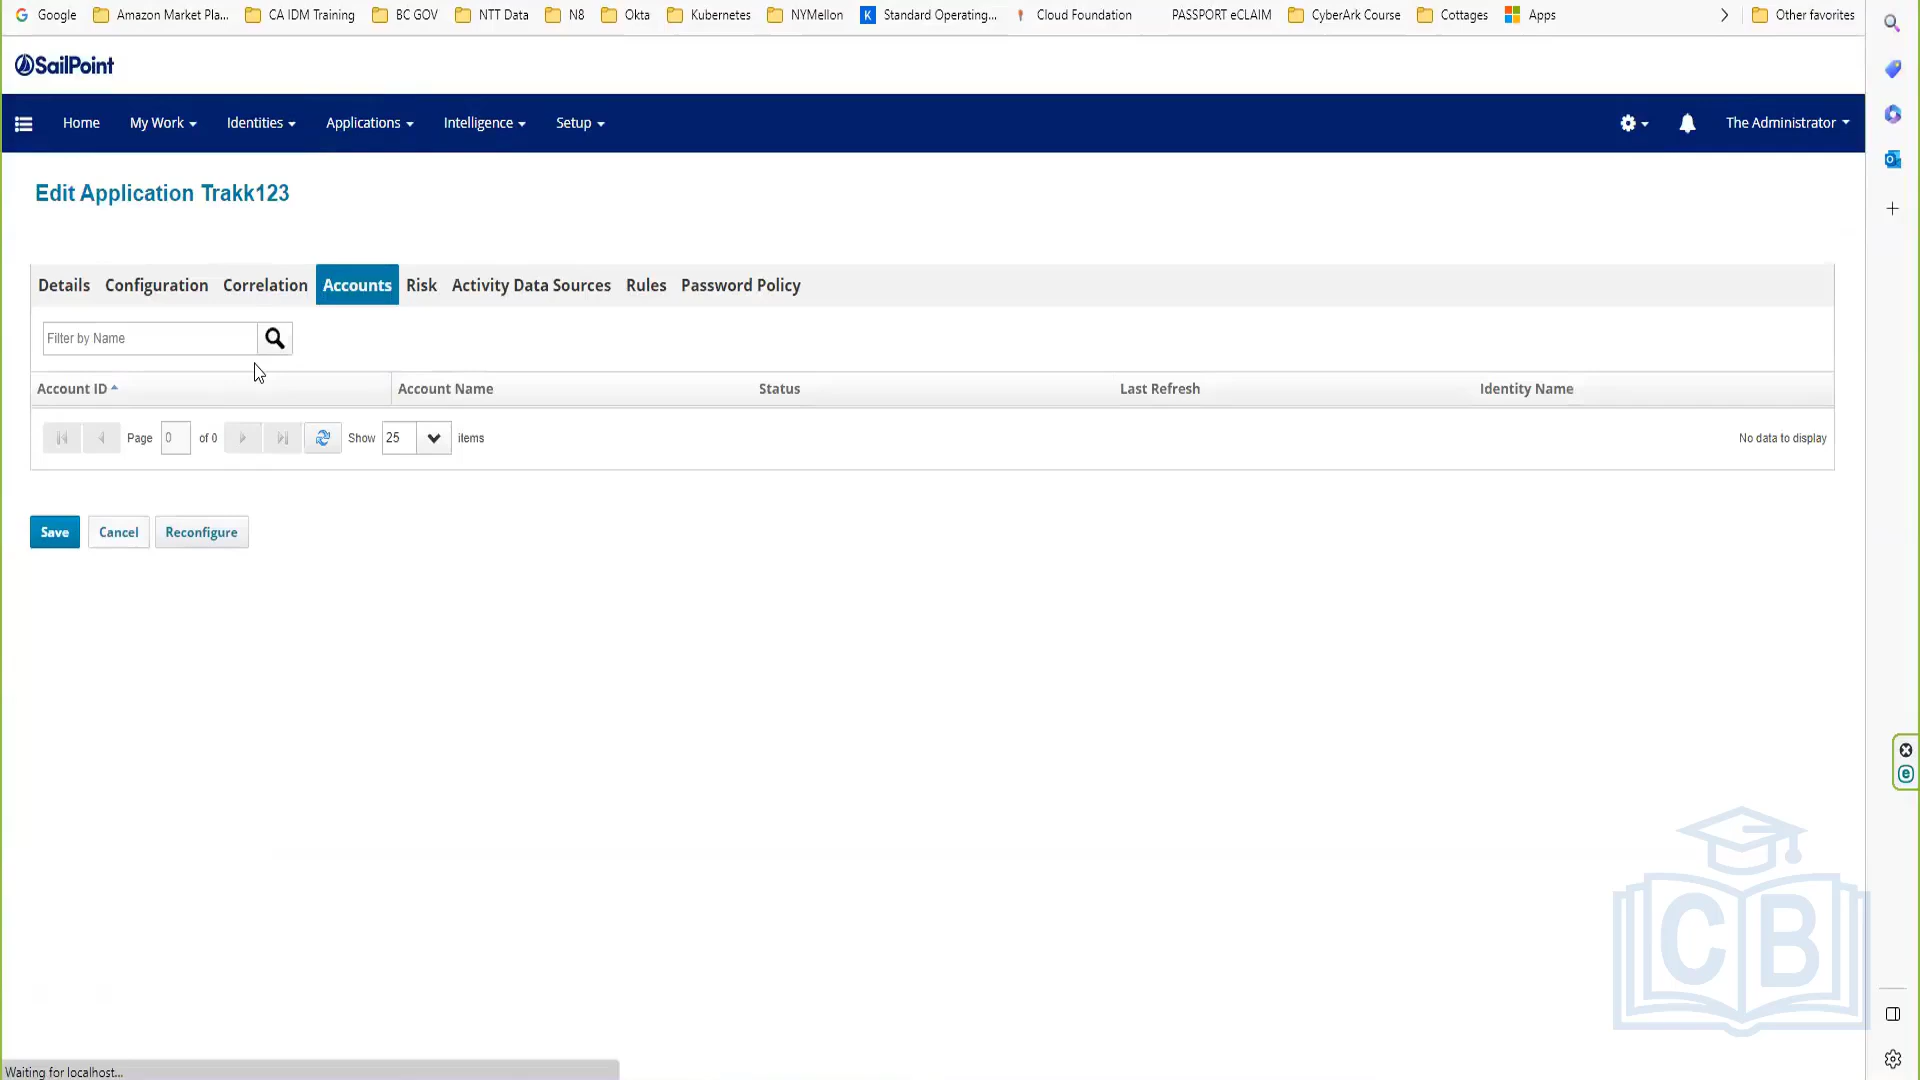 Google Amazon Market Pla... CA IDM Training BC GOV NTT Data N8 Okta Kubernetes NYMellon K Standard Operating... Cloud Foundation PASSPORT eCLAIM CyberArk Course Cottages Apps Other favorites
SailPoint
Home My Work Identities Applications Intelligence Setup The Administrator
Edit Application Trakk123
Details Configuration Correlation Accounts Risk Activity Data Sources Rules Password Policy
Filter by Name
Account ID Account Name Status Last Refresh Identity Name
Page 0 of 0 Show 25 items No data to display
Save Cancel Reconfigure
CB
Waiting for localhost...